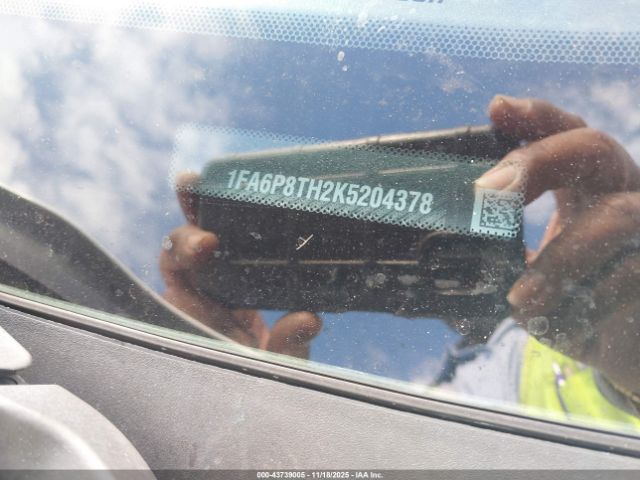 1FA6P8TH2K5204378
000-43739005 - 11/18/2025 - IAA Inc.